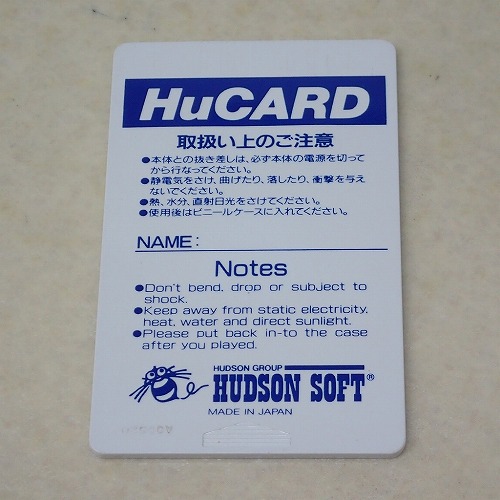 HuCARD
取扱い上のご注意
●本体との抜き差しは、必ず本体の電源を切って
から行なってください。
●静電気をさけ、曲げたり、落したり、衝撃を与え
ないでください。
●熱、水分、直射日光をさけてください。
●使用後はビニールケースに入れてください。
NAME:
Notes
●Don't bend, drop or subject to
shock.
●Keep away from static electricity,
heat, water and direct sunlight.
●Please put back in-to the case
after you played.
HUDSON GROUP
HUDSON SOFT®
MADE IN JAPAN